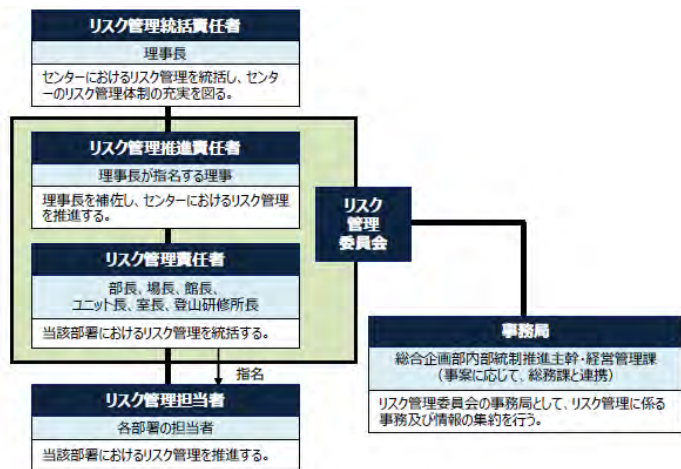 リスク管理統括責任者
理事長
センターにおけるリスク管理を統括し、センタ
ーのリスク管理体制の充実を図る。
リスク管理推進責任者
理事長が指名する理事
理事長を補佐し、センターにおけるリスク管理
を推進する。
リスク
管理
委員会
リスク管理責任者
部長、場長、館長、
ユニット長、室長、登山研修所長
当該部署におけるリスク管理を統括する。
指名
リスク管理担当者
各部署の担当者
当該部署におけるリスク管理を推進する。
事務局
総合企画部内部統制推進主幹・経営管理課
（事案に応じて、総務課と連携）
リスク管理委員会の事務局として、リスク管理に係る
事務及び情報の集約を行う。